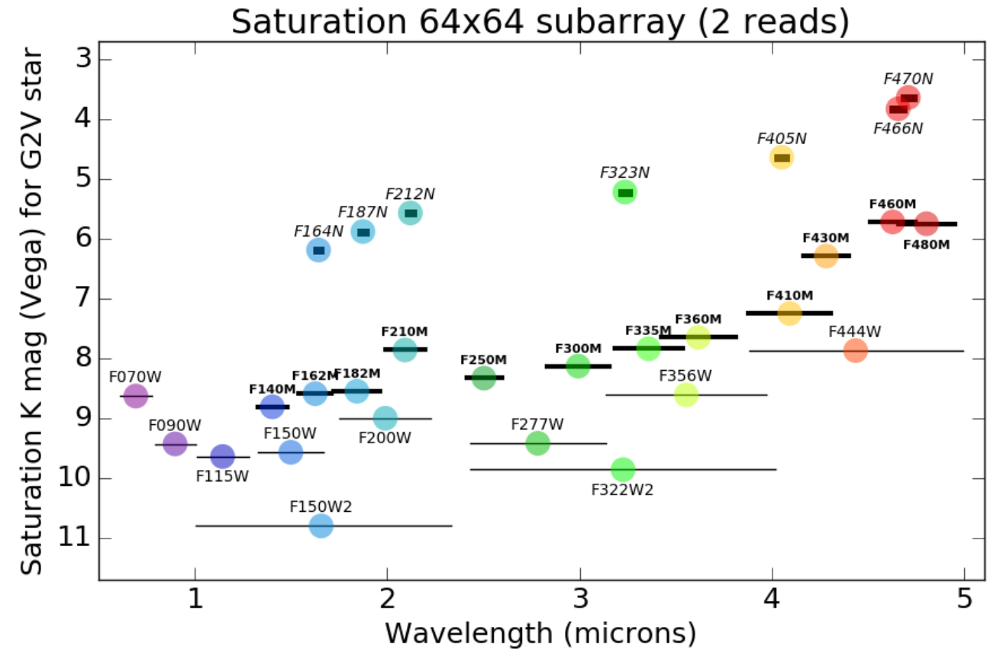 Saturation 64x64 subarray (2 reads)
Saturation K mag (Vega) for G2V star
3
4
5
6
7
8
9
10
11
F470N
F466N
F405N
F323N
F212N
F187N
F164N
F460M
F480M
F430M
F410M
F444W
F360M
F335M
F300M
F250M
F210M
F182M
F162M
F140M
F070W
F090W
F115W
F150W
F200W
F356W
F277W
F322W2
F150W2
1
2
3
4
5
Wavelength (microns)